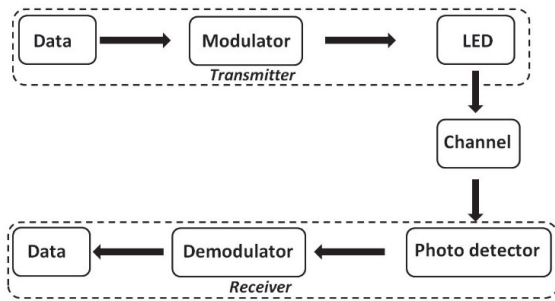 Data
Modulator
LED
Transmitter
Channel
Data
Demodulator
Photo detector
Receiver